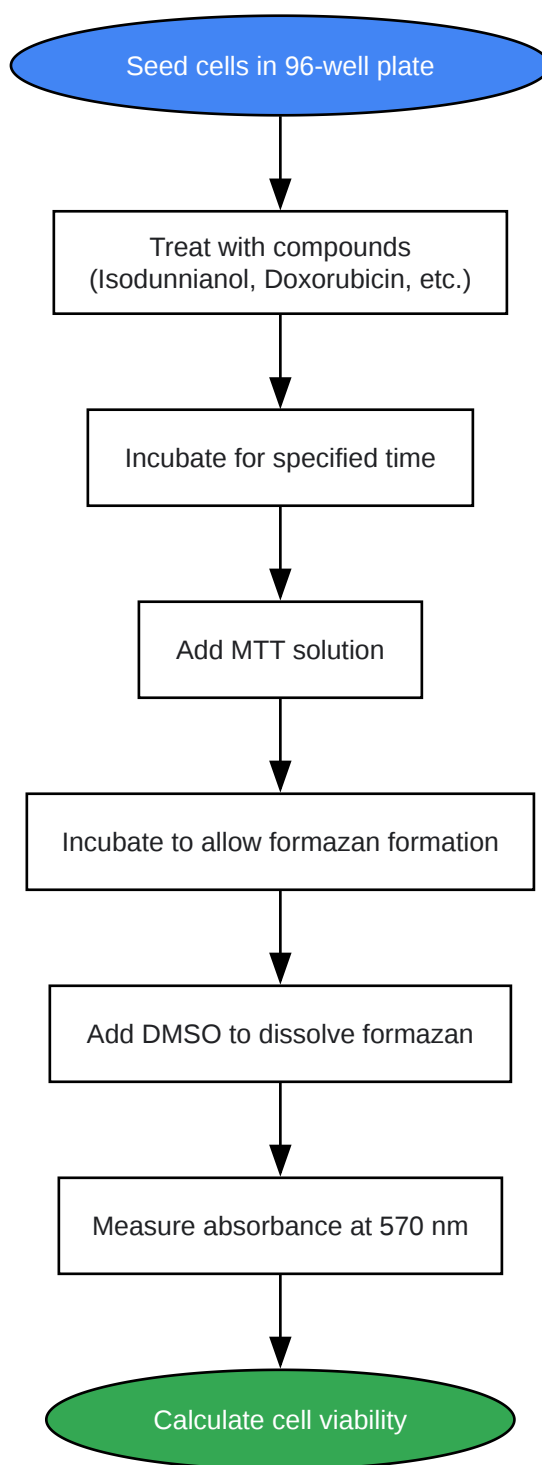 Seed cells in 96-well plate
Treat with compounds
(Isodunnianol, Doxorubicin, etc.)
Incubate for specified time
Add MTT solution
Incubate to allow formazan formation
Add DMSO to dissolve formazan
Measure absorbance at 570 nm
Calculate cell viability